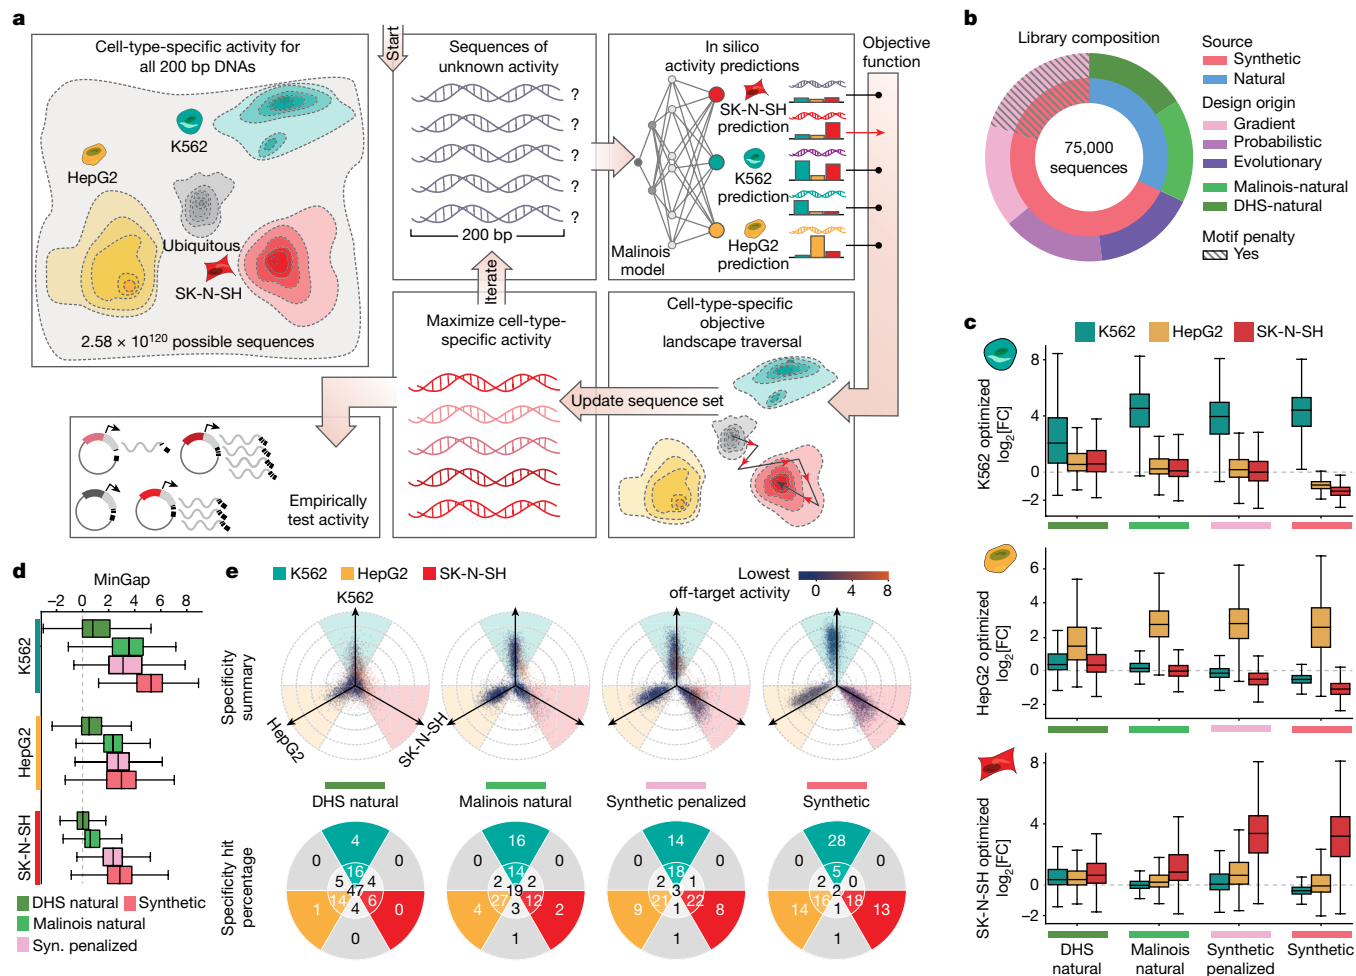 a
Cell-type-specific activity for
all 200 bp DNAs
K562
HepG2
Ubiquitous
SK-N-SH
2.58 × 10¹²⁰ possible sequences
Start
Sequences of
unknown activity
?
?
?
?
?
200 bp
Iterate
In silico
activity predictions
SK-N-SH
prediction
K562
prediction
HepG2
prediction
Malinois
model
Objective
function
Maximize cell-type-
specific activity
Update sequence set
Cell-type-specific
objective
landscape traversal
Empirically
test activity
b
Library composition
75,000
sequences
Source
Synthetic
Natural
Design origin
Gradient
Probabilistic
Evolutionary
Malinois-natural
DHS-natural
Motif penalty
Yes
c
K562 HepG2 SK-N-SH
K562 optimized
log₂[FC]
8
4
0
−2
HepG2 optimized
log₂[FC]
6
4
2
0
−2
SK-N-SH optimized
log₂[FC]
8
4
0
−2
DHS
natural
Malinois
natural
Synthetic
penalized
Synthetic
d
MinGap
−2 0 2 4 6 8
K562
HepG2
SK-N-SH
DHS natural Synthetic
Malinois natural
Syn. penalized
e
K562 HepG2 SK-N-SH
Lowest
off-target activity
0 4 8
Specificity
summary
K562
HepG2
SK-N-SH
DHS natural
Malinois natural
Synthetic penalized
Synthetic
Specificity hit
percentage
4
0 0
16
5 4
47
14 6
1 4 0
0
16
0 0
14
2 2
19
27 12
4 3 2
1
14
0 0
18
2 1
3
21 22
9 1 8
1
28
0 0
5
2 0
2
16 18
14 1 13
1